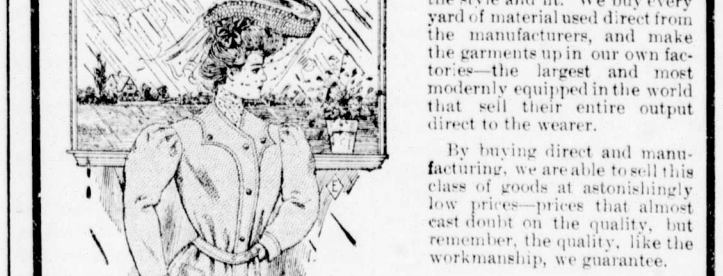 the style and fit. We buy every
yard of material used direct from
the manufacturers, and make
the garments up in our own fac-
tories—the largest and most
modernly equipped in the world
that sell their entire output
direct to the wearer.
By buying direct and manu-
facturing, we are able to sell this
class of goods at astonishingly
low prices—prices that almost
cast doubt on the quality, but
remember, the quality, like the
workmanship, we guarantee.
E